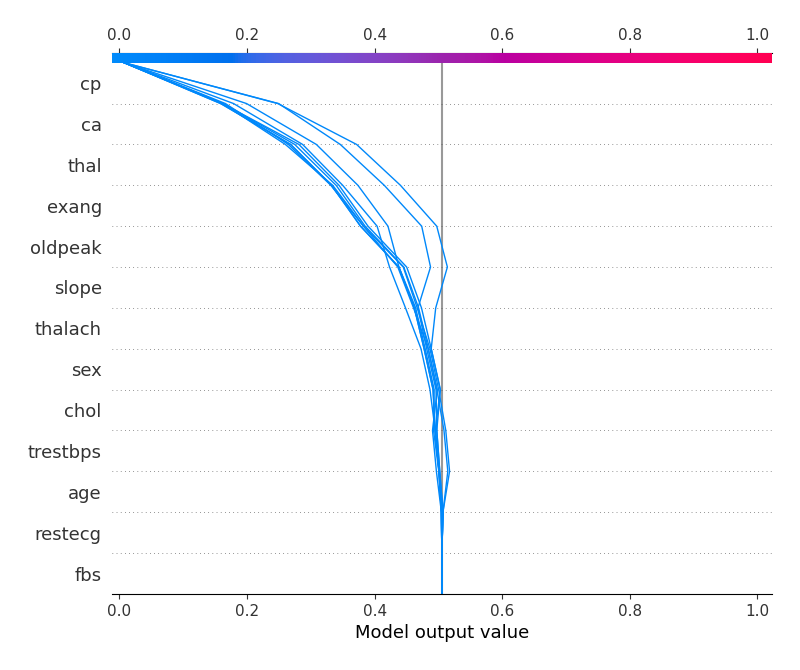 0.0 0.2 0.4 0.6 0.8 1.0
cp
ca
thal
exang
oldpeak
slope
thalach
sex
chol
trestbps
age
restecg
fbs
0.0 0.2 0.4 0.6 0.8 1.0
Model output value